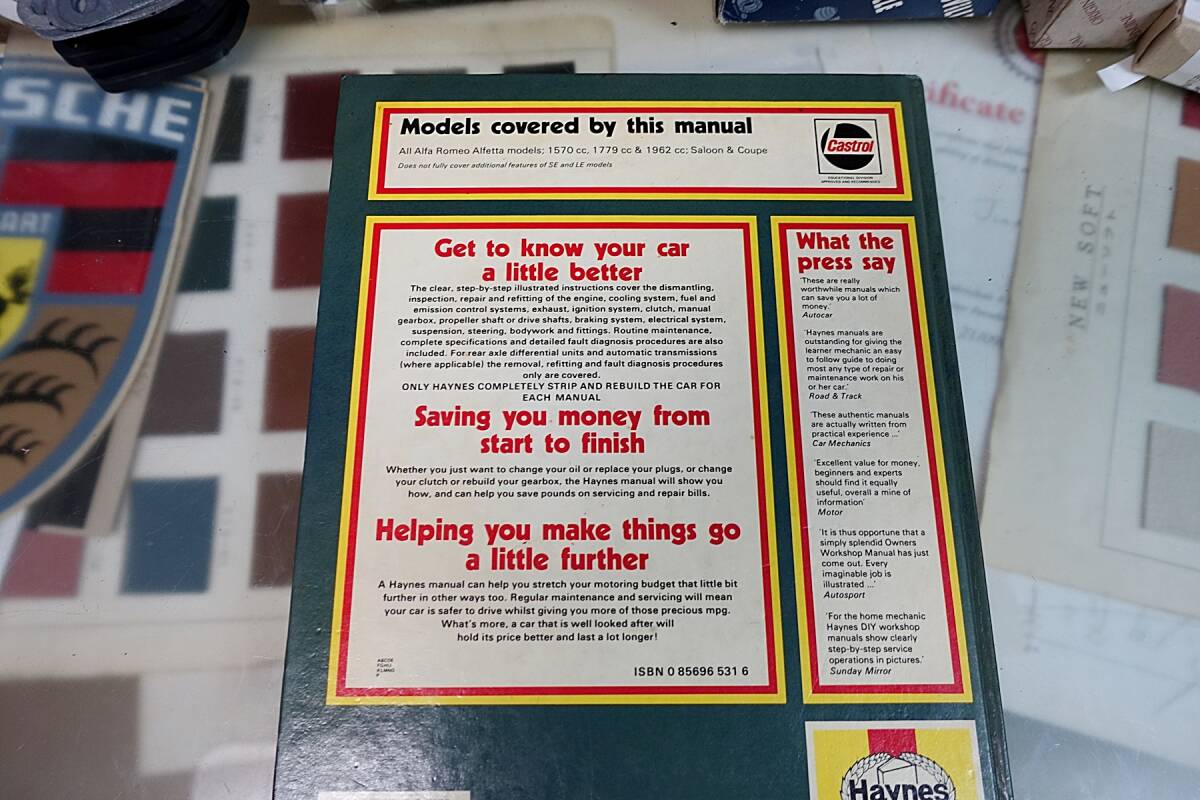 SCHE
ART
ificate
NEW SOFT
Models covered by this manual
All Alfa Romeo Alfetta models; 1570 cc, 1779 cc & 1962 cc; Saloon & Coupe
Does not fully cover additional features of SE and LE models
Castrol
EDUCATIONAL DIVISION
APPROVED AND RECOMMENDED
Get to know your car
a little better
The clear, step-by-step illustrated instructions cover the dismantling,
inspection, repair and refitting of the engine, cooling system, fuel and
emission control systems, exhaust, ignition system, clutch, manual
gearbox, propeller shaft or drive shafts, braking system, electrical system,
suspension, steering, bodywork and fittings. Routine maintenance,
complete specifications and detailed fault diagnosis procedures are also
included. For rear axle differential units and automatic transmissions
(where applicable) the removal, refitting and fault diagnosis procedures
only are covered.
ONLY HAYNES COMPLETELY STRIP AND REBUILD THE CAR FOR
EACH MANUAL
Saving you money from
start to finish
Whether you just want to change your oil or replace your plugs, or change
your clutch or rebuild your gearbox, the Haynes manual will show you
how, and can help you save pounds on servicing and repair bills.
Helping you make things go
a little further
A Haynes manual can help you stretch your motoring budget that little bit
further in other ways too. Regular maintenance and servicing will mean
your car is safer to drive whilst giving you more of those precious mpg.
What's more, a car that is well looked after will
hold its price better and last a lot longer!
ABCDE
FGHIJ
KLMNO
P
ISBN 0 85696 531 6
What the
press say
'These are really
worthwhile manuals which
can save you a lot of
money.'
Autocar
'Haynes manuals are
outstanding for giving the
learner mechanic an easy
to follow guide to doing
most any type of repair or
maintenance work on his
or her car.'
Road & Track
'These authentic manuals
are actually written from
practical experience ...'
Car Mechanics
'Excellent value for money,
beginners and experts
should find it equally
useful, overall a mine of
information'
Motor
'It is thus opportune that a
simply splendid Owners
Workshop Manual has just
come out. Every
imaginable job is
illustrated ...'
Autosport
'For the home mechanic
Haynes DIY workshop
manuals show clearly
step-by-step service
operations in pictures.'
Sunday Mirror
Haynes